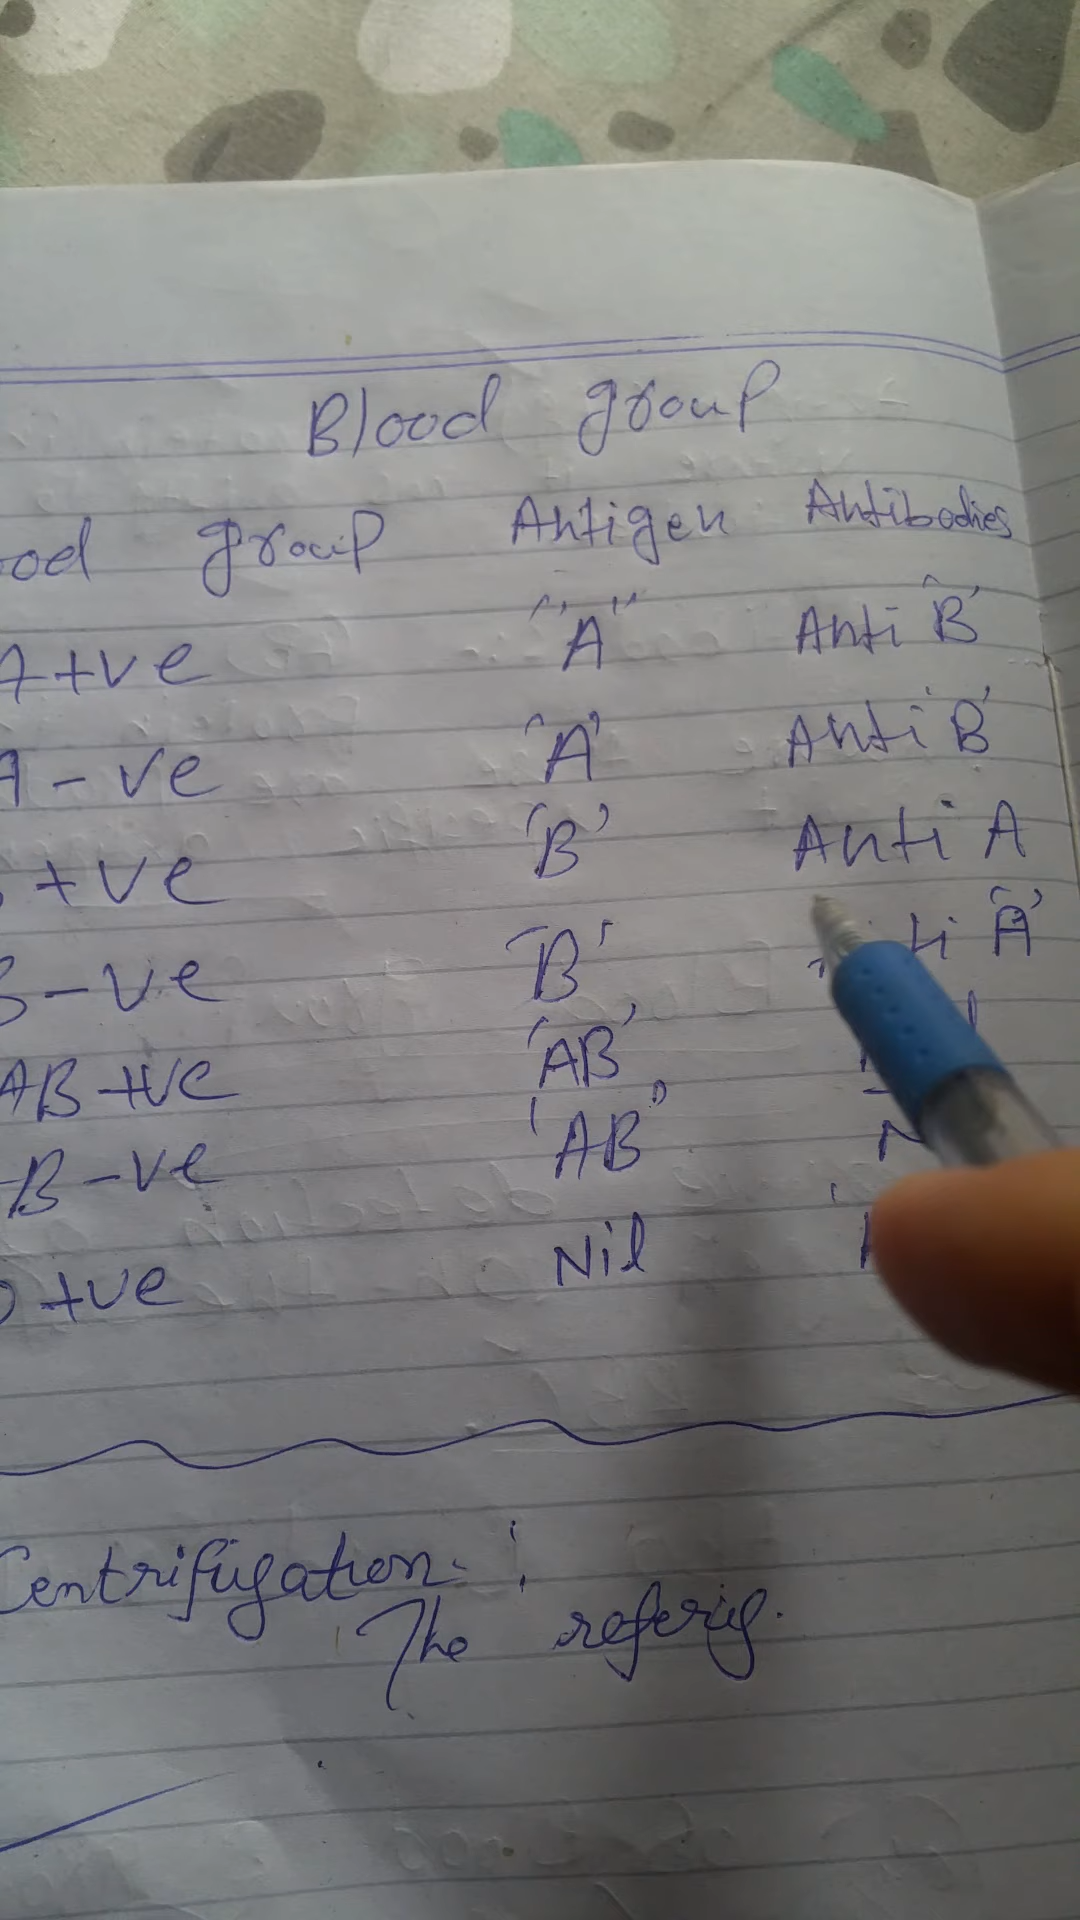 Blood group
ood group Antigen Antibodies
A +ve "A" Anti 'B'
A -ve 'A' Anti 'B'
+ve 'B' Anti A
B -ve 'B' 'A'
AB +ve 'AB'
B -ve 'AB'
O +ve Nil
Centrifugation:
The referig.